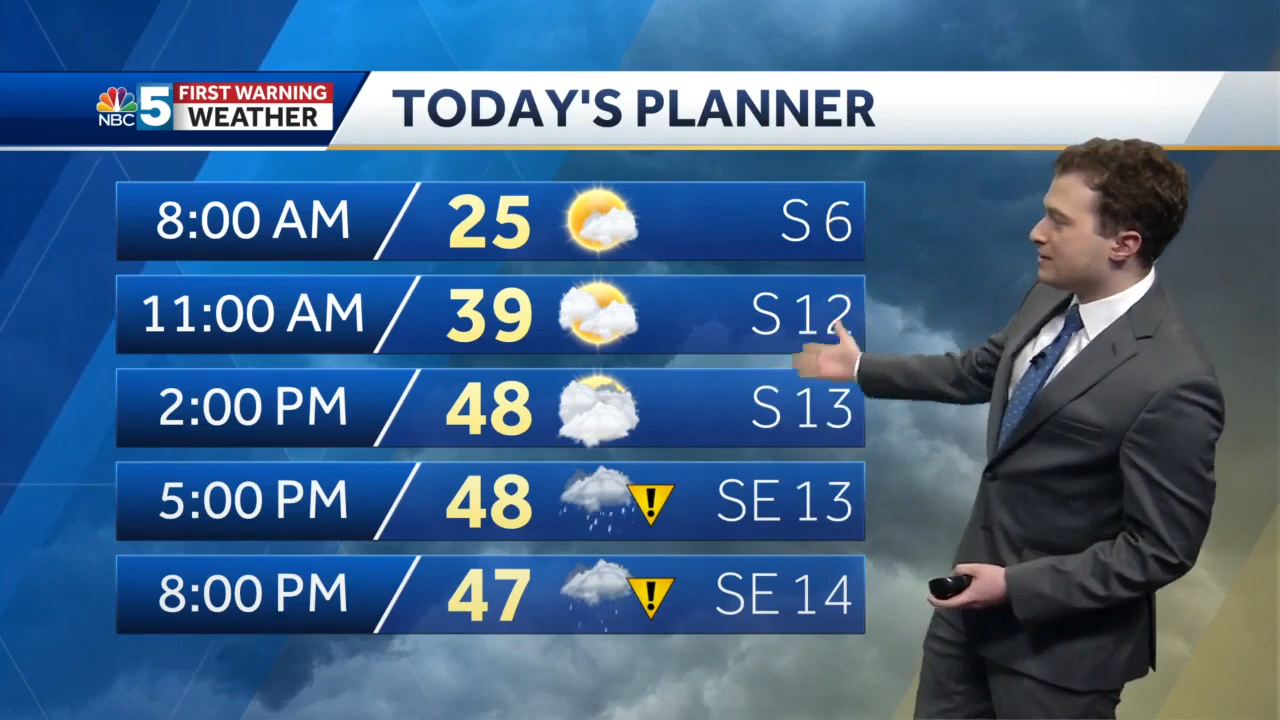 NBC 5 FIRST WARNING WEATHER
TODAY'S PLANNER
8:00 AM 25 S 6
11:00 AM 39 S 12
2:00 PM 48 S 13
5:00 PM 48 ! SE 13
8:00 PM 47 ! SE 14